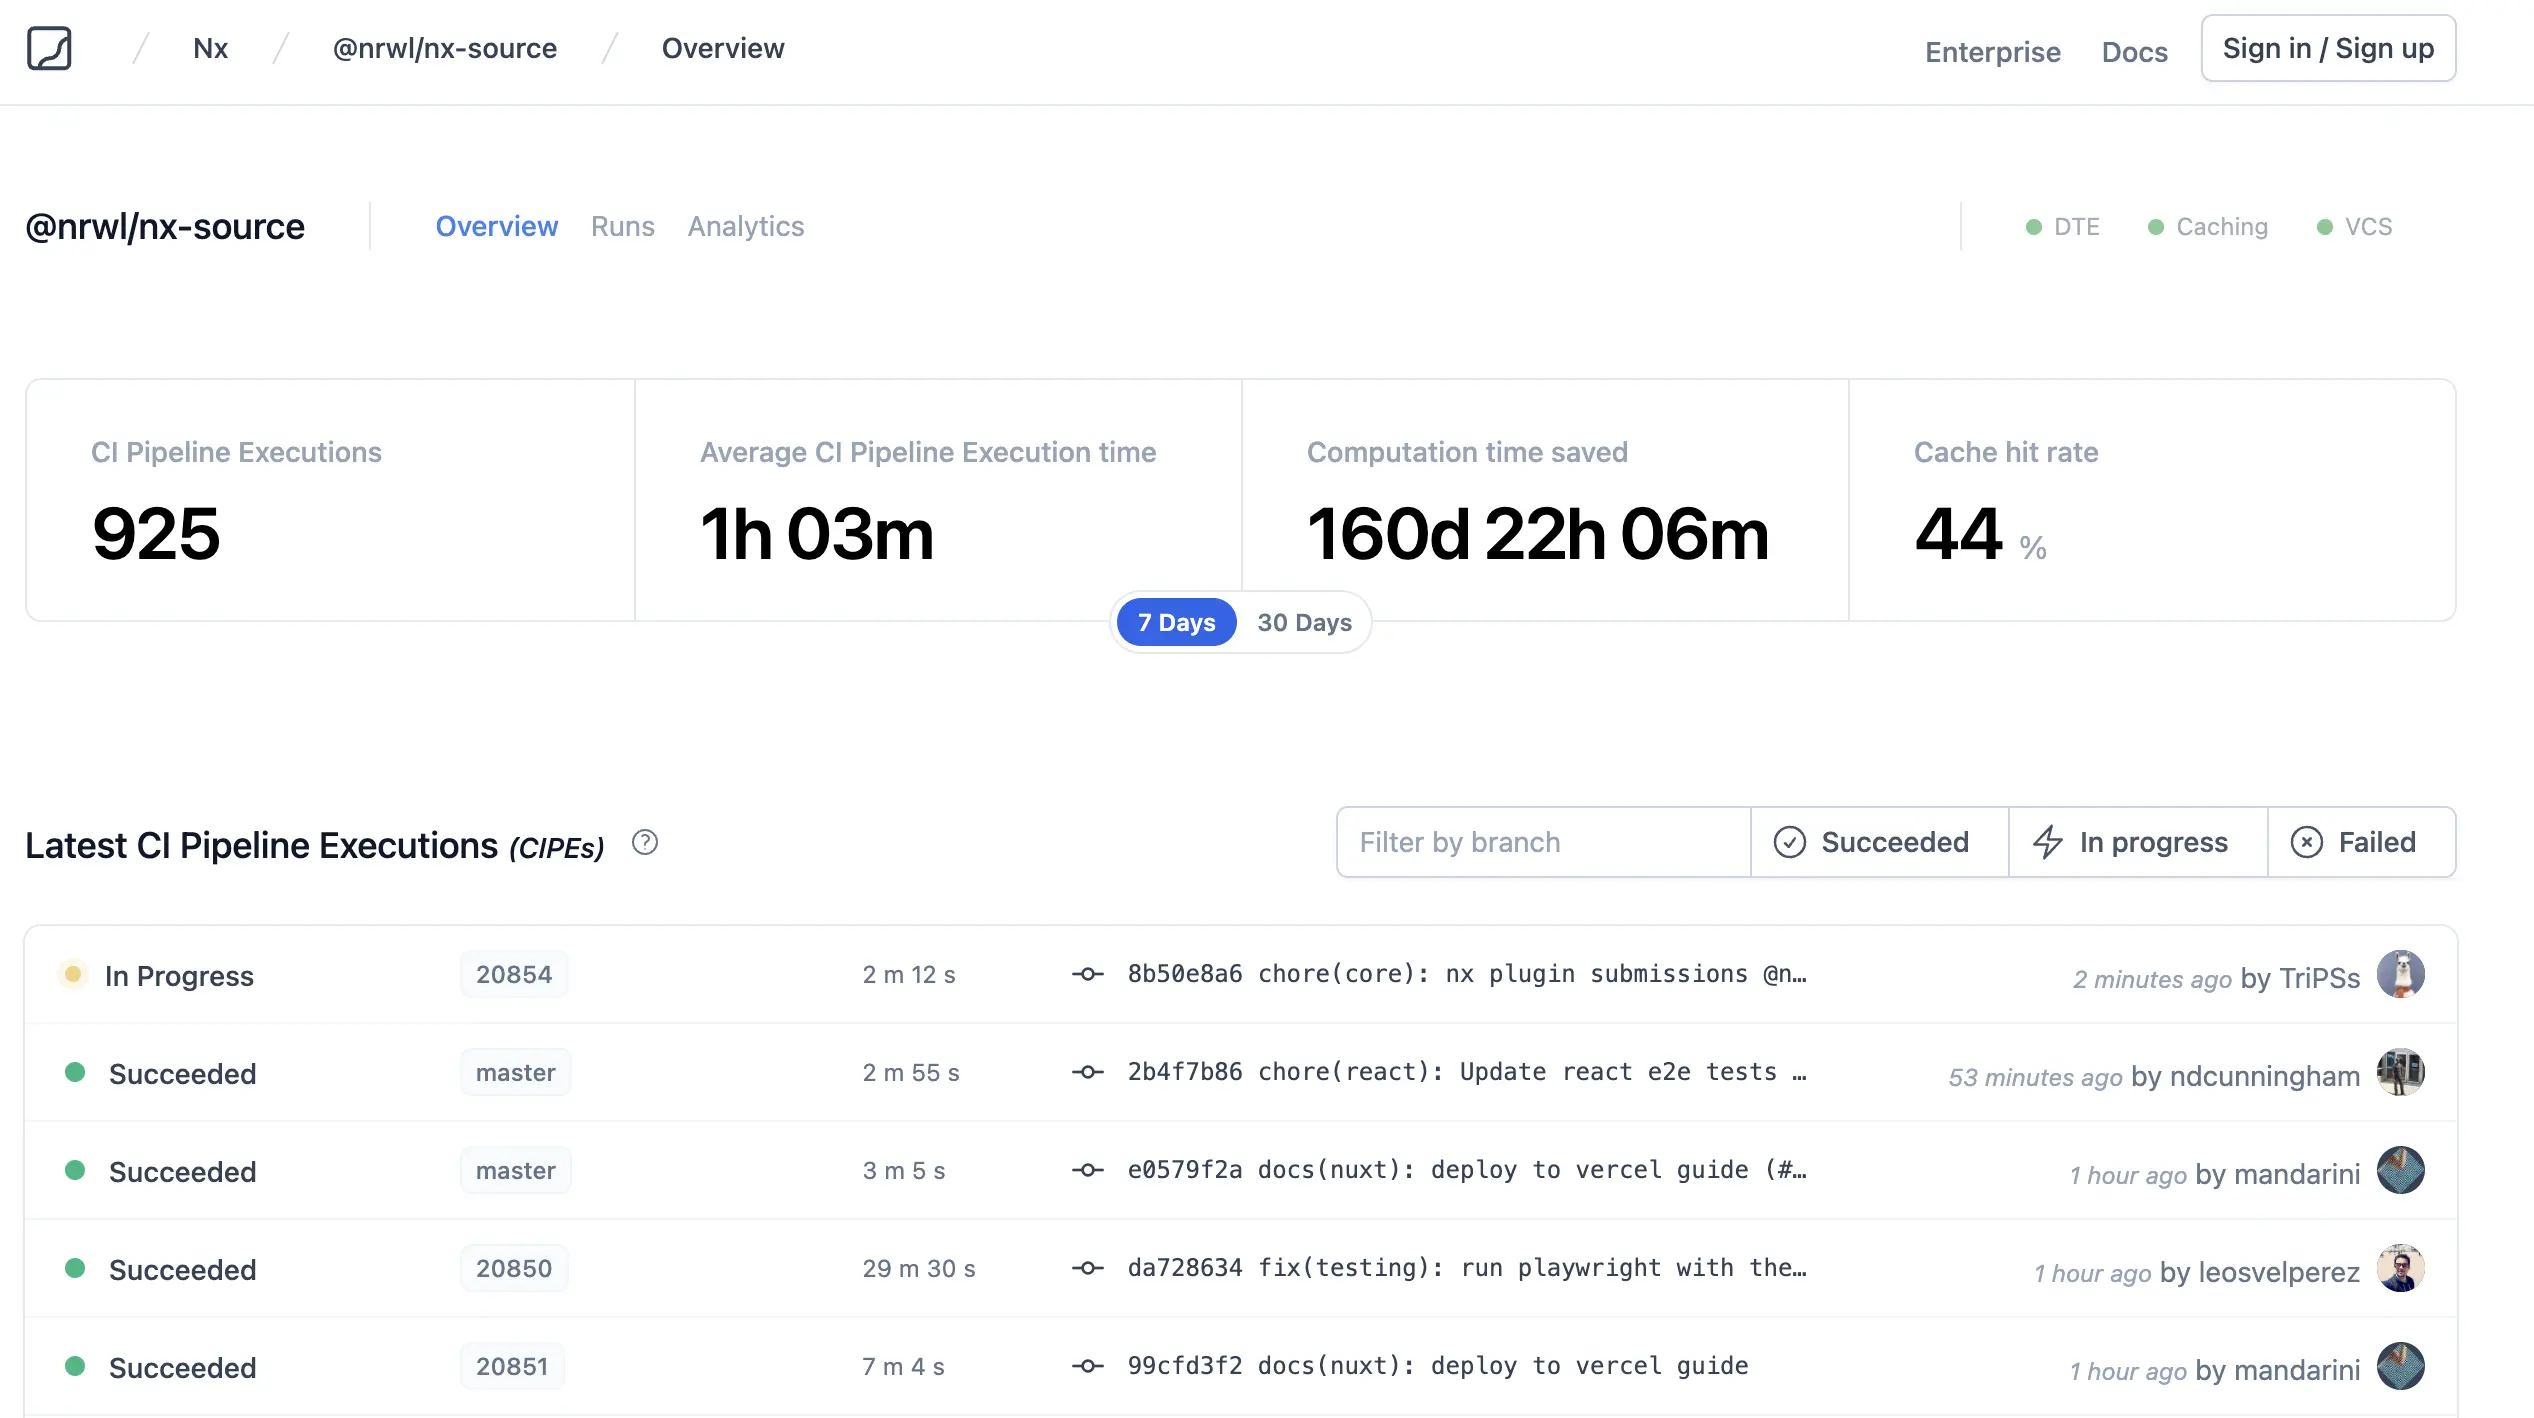 / Nx / @nrwl/nx-source / Overview Enterprise Docs Sign in / Sign up
@nrwl/nx-source Overview Runs Analytics DTE Caching VCS
CI Pipeline Executions Average CI Pipeline Execution time Computation time saved Cache hit rate
925 1h 03m 160d 22h 06m 44 %
7 Days 30 Days
Latest CI Pipeline Executions (CIPEs) ? Filter by branch Succeeded In progress Failed
In Progress 20854 2 m 12 s 8b50e8a6 chore(core): nx plugin submissions @n… 2 minutes ago by TriPSs
Succeeded master 2 m 55 s 2b4f7b86 chore(react): Update react e2e tests … 53 minutes ago by ndcunningham
Succeeded master 3 m 5 s e0579f2a docs(nuxt): deploy to vercel guide (#… 1 hour ago by mandarini
Succeeded 20850 29 m 30 s da728634 fix(testing): run playwright with the… 1 hour ago by leosvelperez
Succeeded 20851 7 m 4 s 99cfd3f2 docs(nuxt): deploy to vercel guide 1 hour ago by mandarini